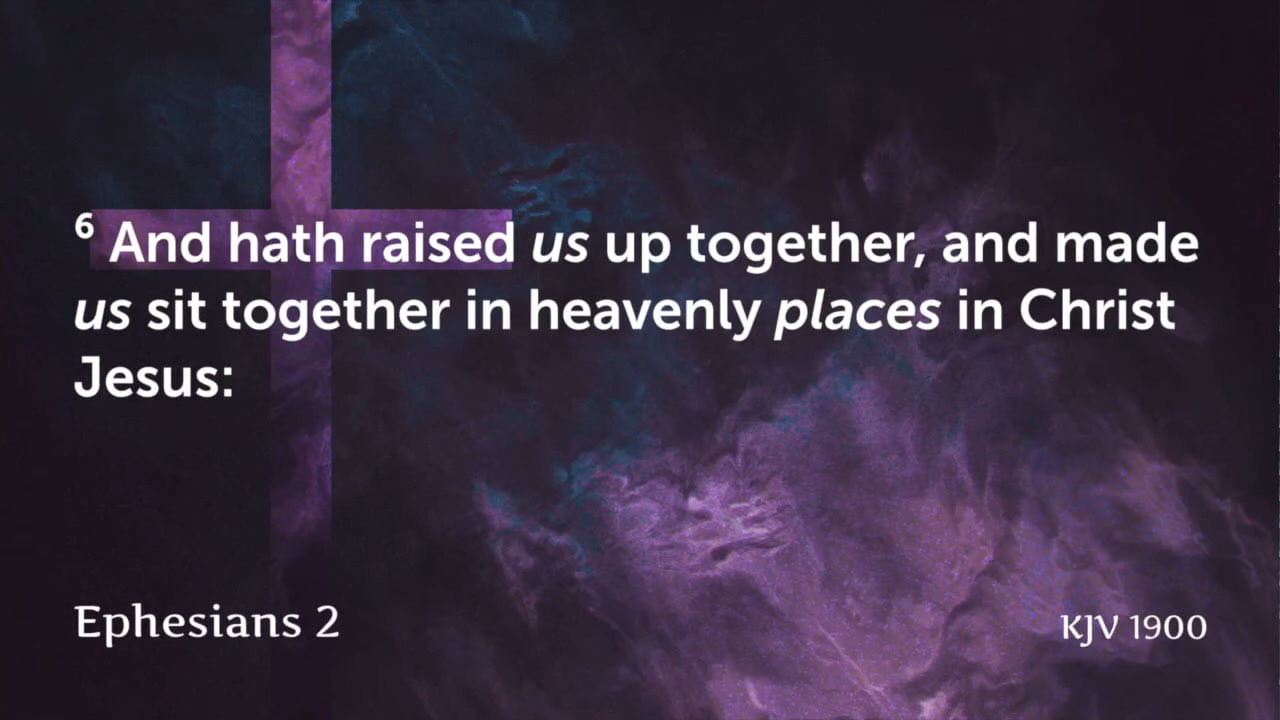 6 And hath raised us up together, and made
us sit together in heavenly places in Christ
Jesus:
Ephesians 2
KJV 1900